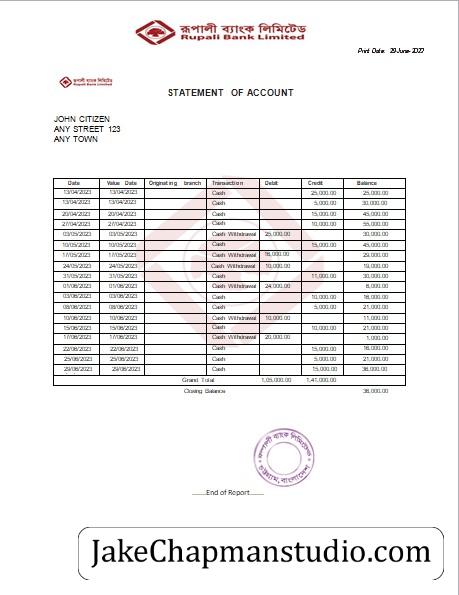 রূপালী ব্যাংক লিমিটেড
Rupali Bank Limited
Print Date: 29-June-2022
রূপালী ব্যাংক লিমিটেড
Rupali Bank Limited
STATEMENT OF ACCOUNT
JOHN CITIZEN
ANY STREET 123
ANY TOWN
Date Value Date Originating branch Transaction Debit Credit Balance
13/04/2023 13/04/2023 Cash 25,000.00 25,000.00
13/04/2023 13/04/2023 Cash 5,000.00 30,000.00
20/04/2023 20/04/2023 Cash 15,000.00 45,000.00
27/04/2023 27/04/2023 Cash 10,000.00 55,000.00
03/05/2023 03/05/2023 Cash Withdrawal 25,000.00 30,000.00
10/05/2023 10/05/2023 Cash 15,000.00 45,000.00
17/05/2023 17/05/2023 Cash Withdrawal 16,000.00 29,000.00
24/05/2023 24/05/2023 Cash Withdrawal 10,000.00 19,000.00
31/05/2023 31/05/2023 Cash 11,000.00 30,000.00
01/06/2023 01/06/2023 Cash Withdrawal 24,000.00 6,000.00
03/06/2023 03/06/2023 Cash 10,000.00 16,000.00
08/06/2023 08/06/2023 Cash 5,000.00 21,000.00
10/06/2023 10/06/2023 Cash Withdrawal 10,000.00 11,000.00
15/06/2023 15/06/2023 Cash 10,000.00 21,000.00
17/06/2023 17/06/2023 Cash Withdrawal 20,000.00 1,000.00
22/06/2023 22/06/2023 Cash 15,000.00 16,000.00
25/06/2023 25/06/2023 Cash 5,000.00 21,000.00
29/06/2023 29/06/2023 Cash 15,000.00 36,000.00
Grand Total 1,05,000.00 1,41,000.00
Closing Balance 36,000.00
রূপালী ব্যাংক লিমিটেড
চট্টগ্রাম, বাংলাদেশ
........End of Report........
JakeChapmanstudio.com